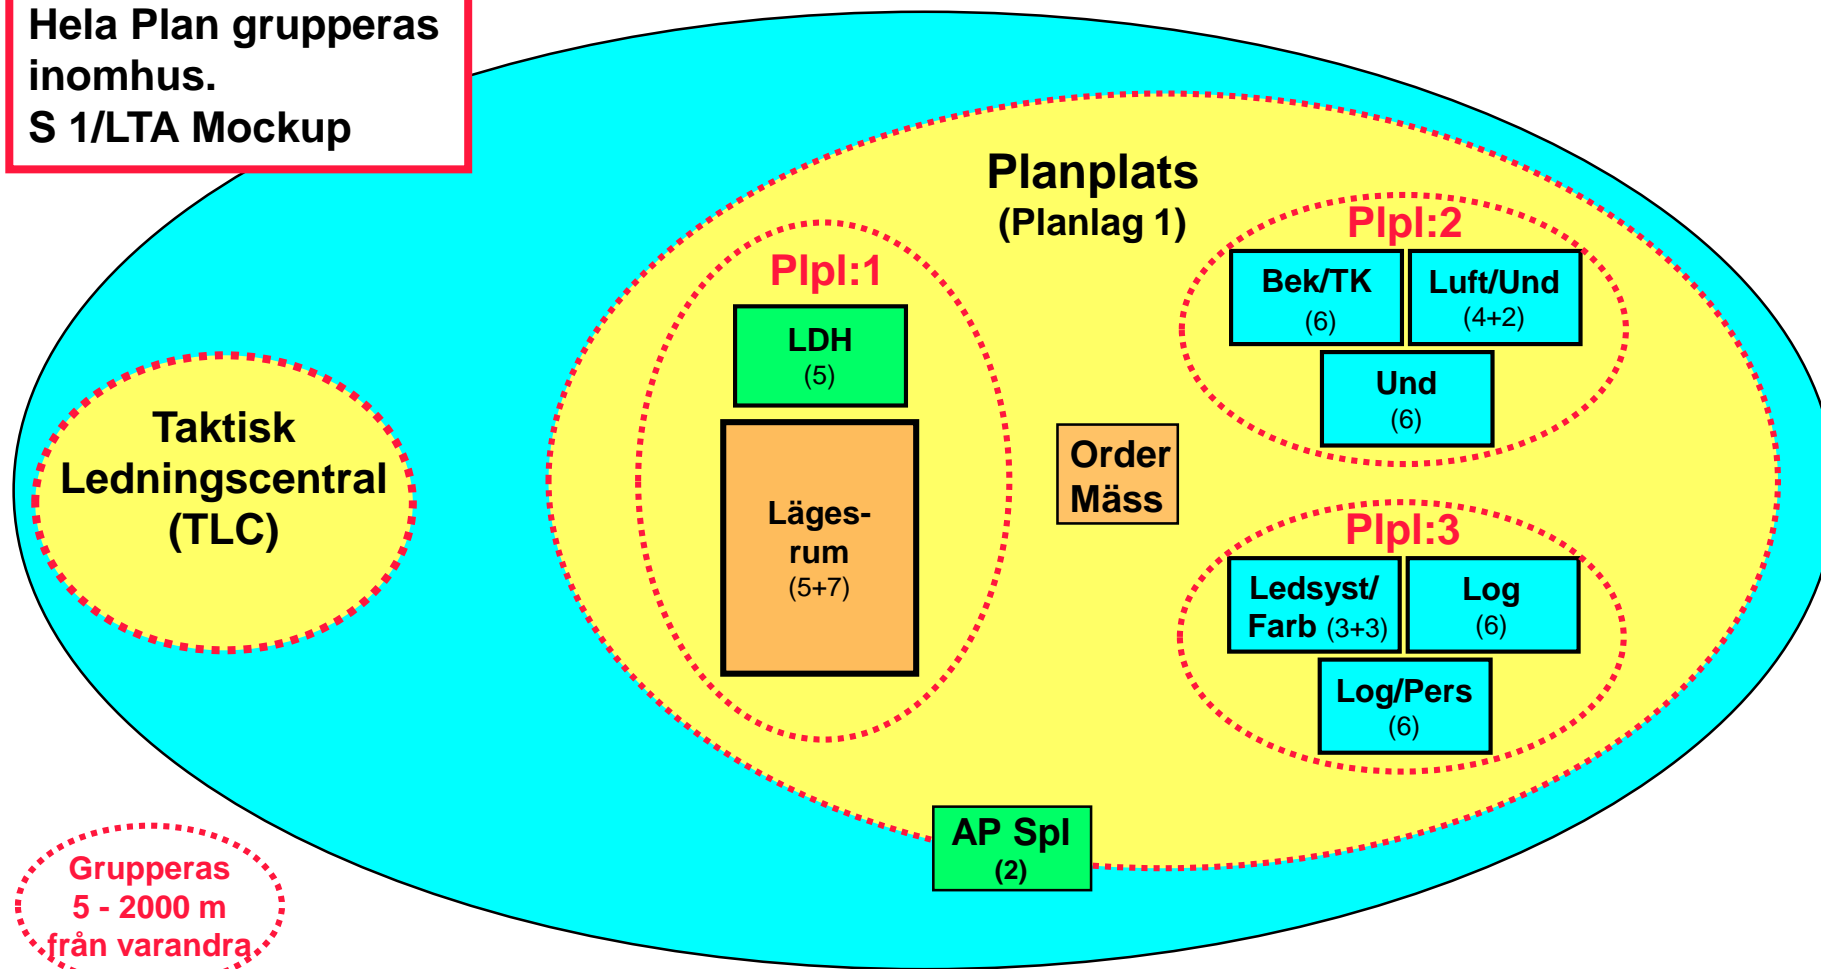 Hela Plan grupperas
inomhus.
S 1/LTA Mockup
Planplats
(Planlag 1)
Plpl:1
LDH
(5)
Läges-
rum
(5+7)
Order
Mäss
Plpl:2
Bek/TK
(6)
Luft/Und
(4+2)
Und
(6)
Plpl:3
Ledsyst/
Farb (3+3)
Log
(6)
Log/Pers
(6)
Taktisk
Ledningscentral
(TLC)
AP Spl
(2)
Grupperas
5 - 2000 m
från varandra